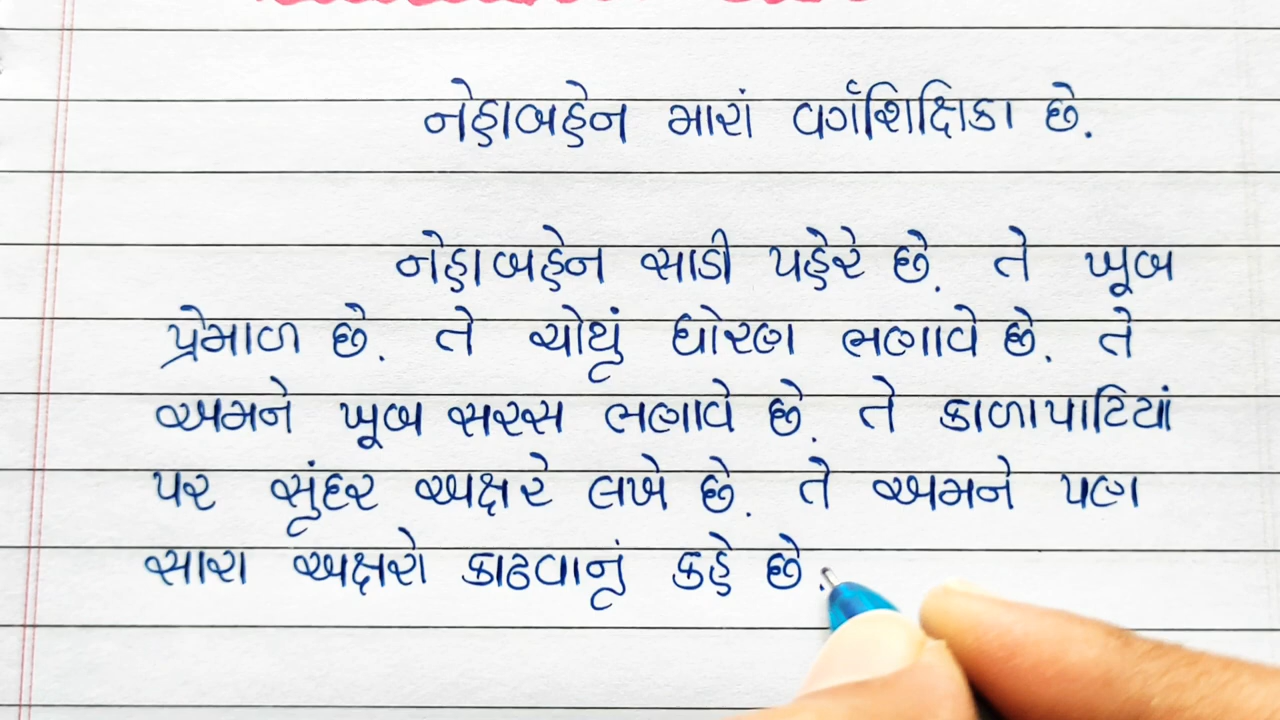 નેહાબહેન મારાં વર્ગશિક્ષિકા છે.
નેહાબહેન સાડી પહેરે છે. તે ખૂબ
પ્રેમાળ છે. તે ચોથું ધોરણ ભણાવે છે. તે
અમને ખૂબ સરસ ભણાવે છે. તે કાળાપાટિયાં
પર સુંદર અક્ષરે લખે છે. તે અમને પણ
સારા અક્ષરો કાઢવાનું કહે છે.